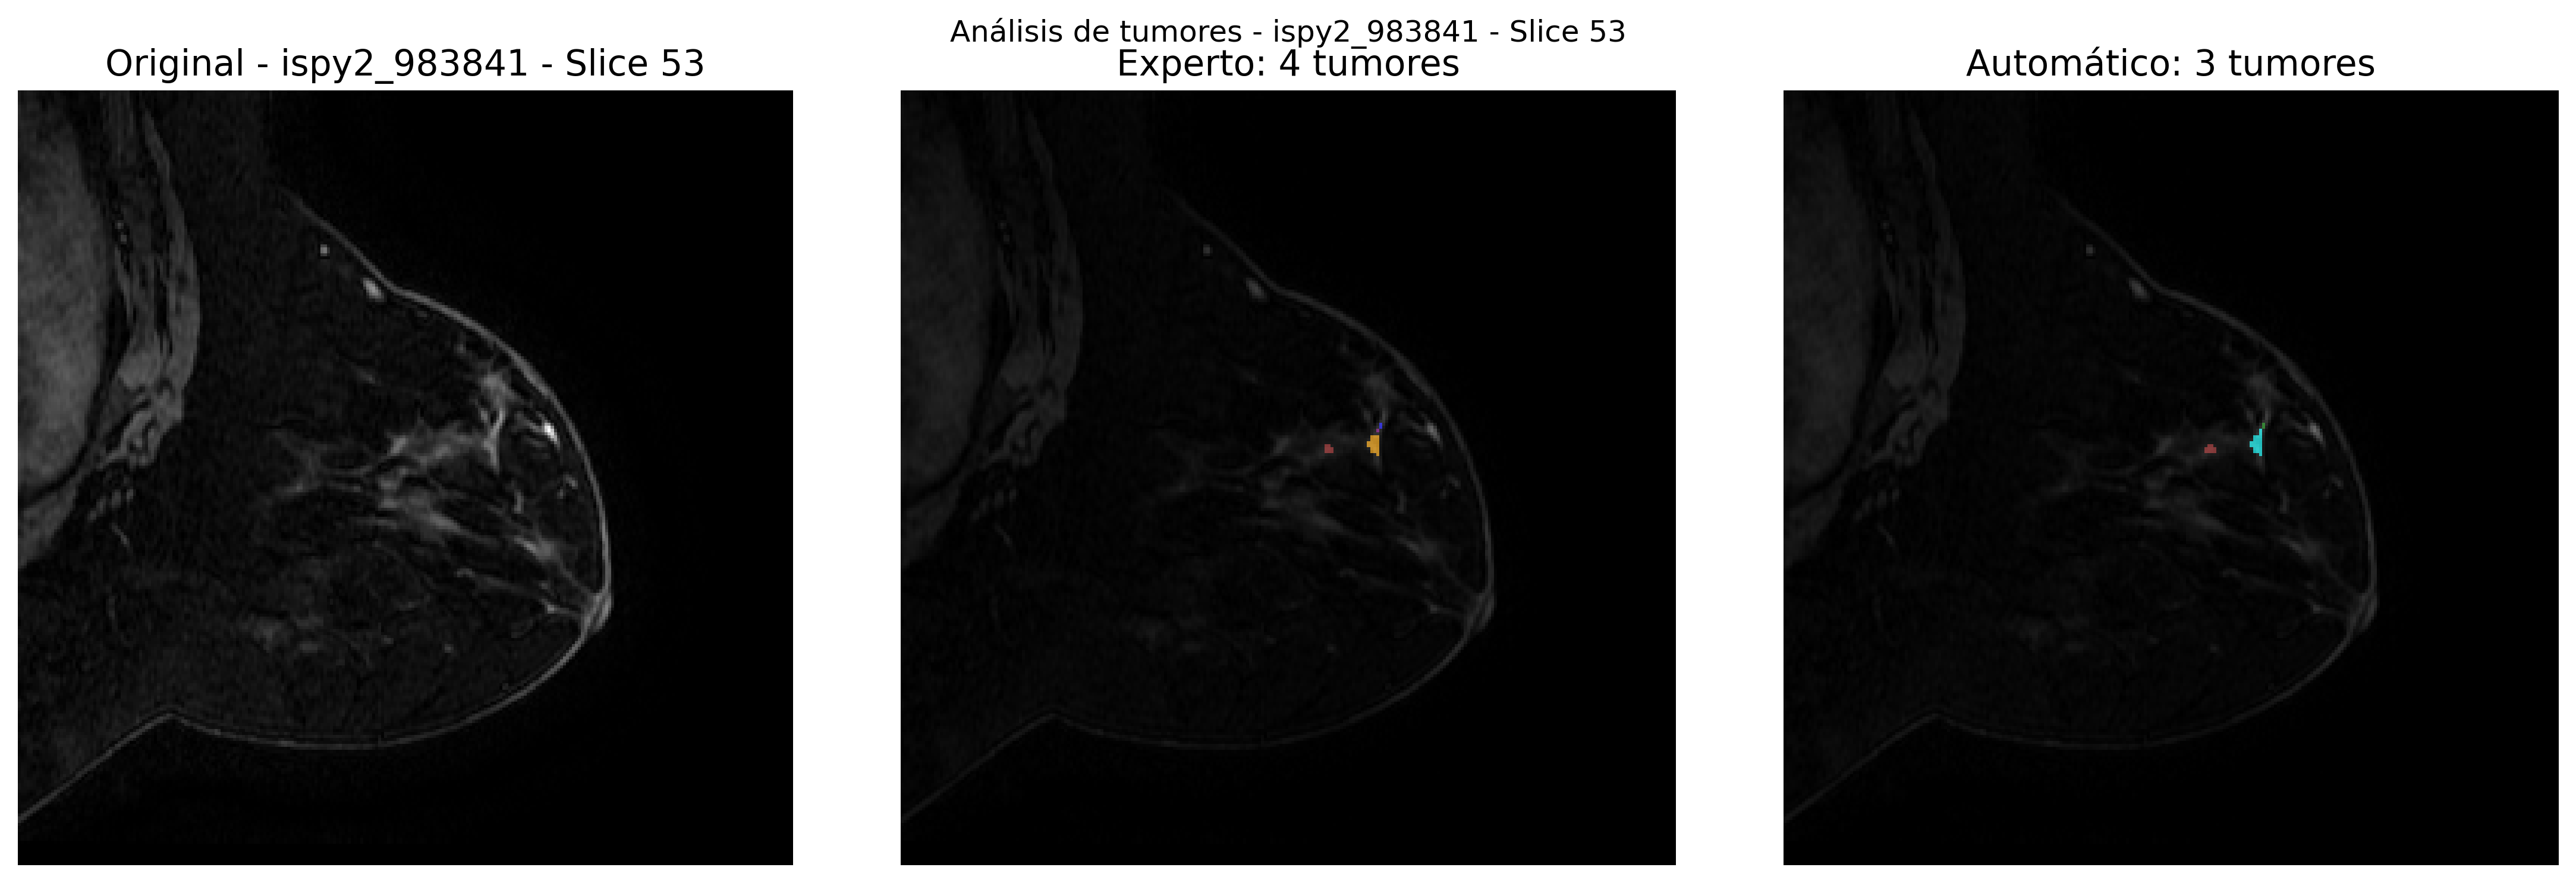 Análisis de tumores - ispy2_983841 - Slice 53
Original - ispy2_983841 - Slice 53
Experto: 4 tumores
Automático: 3 tumores